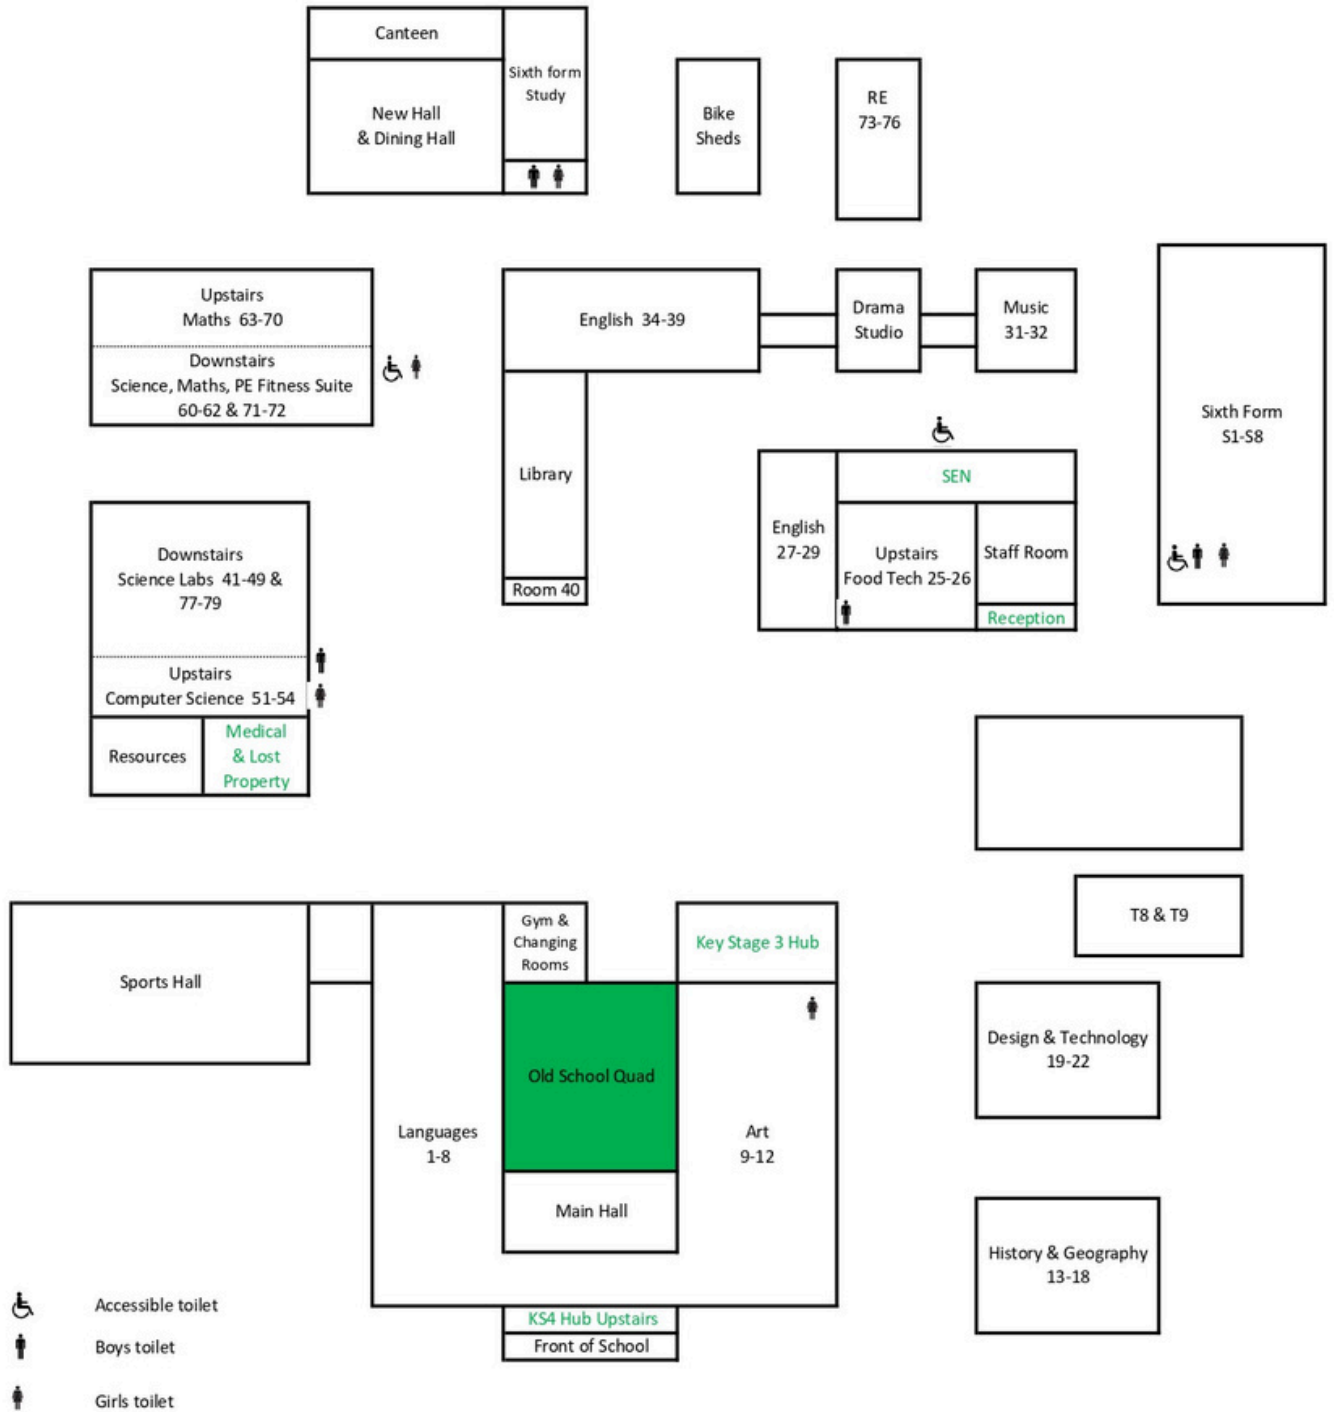 Canteen
Sixth form
Study
New Hall
& Dining Hall
Bike
Sheds
RE
73-76
Upstairs
Maths 63-70
Downstairs
Science, Maths, PE Fitness Suite
60-62 & 71-72
English 34-39
Drama
Studio
Music
31-32
Sixth Form
S1-S8
Library
Room 40
SEN
English
27-29
Upstairs
Food Tech 25-26
Staff Room
Reception
Downstairs
Science Labs 41-49 &
77-79
Upstairs
Computer Science 51-54
Resources
Medical
& Lost
Property
T8 & T9
Sports Hall
Gym &
Changing
Rooms
Key Stage 3 Hub
Old School Quad
Languages
1-8
Art
9-12
Main Hall
Design & Technology
19-22
History & Geography
13-18
KS4 Hub Upstairs
Front of School
Accessible toilet
Boys toilet
Girls toilet